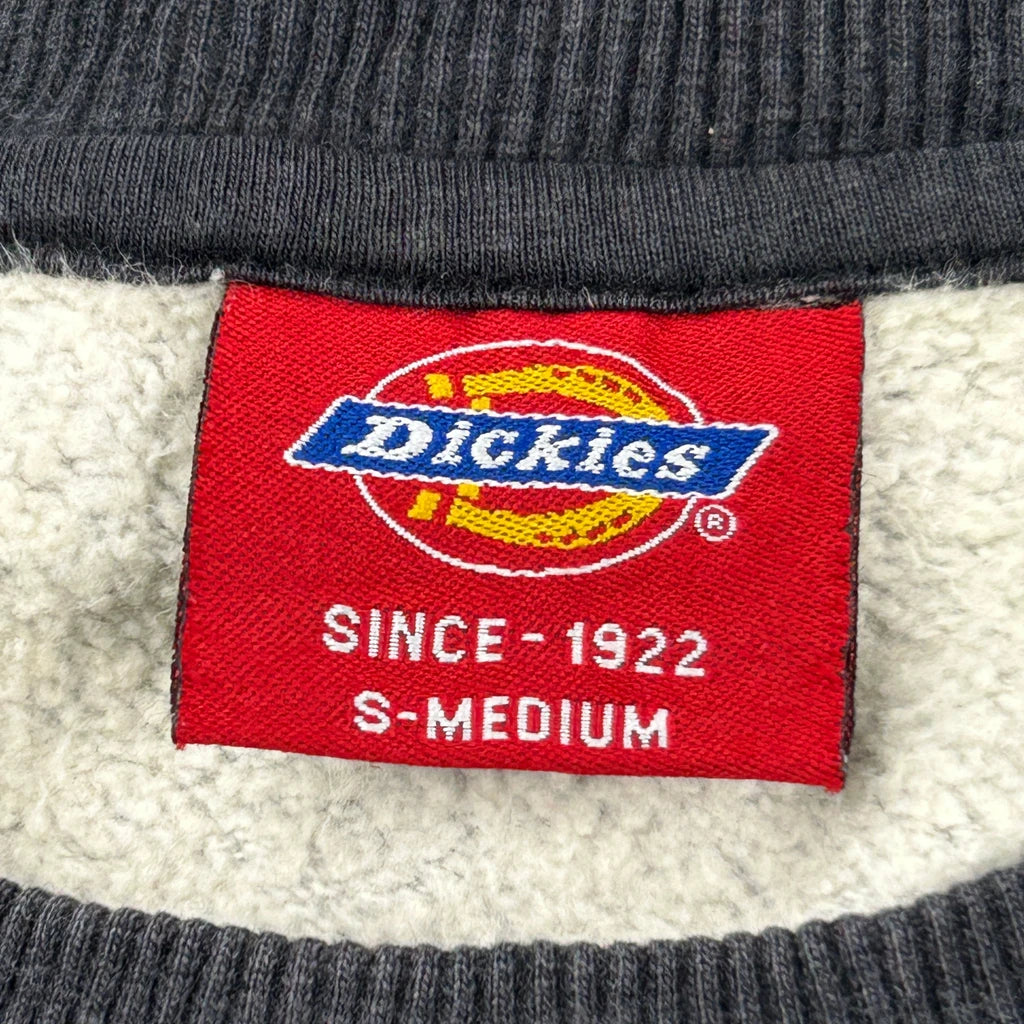 Dickies
®
SINCE-1922
S-MEDIUM